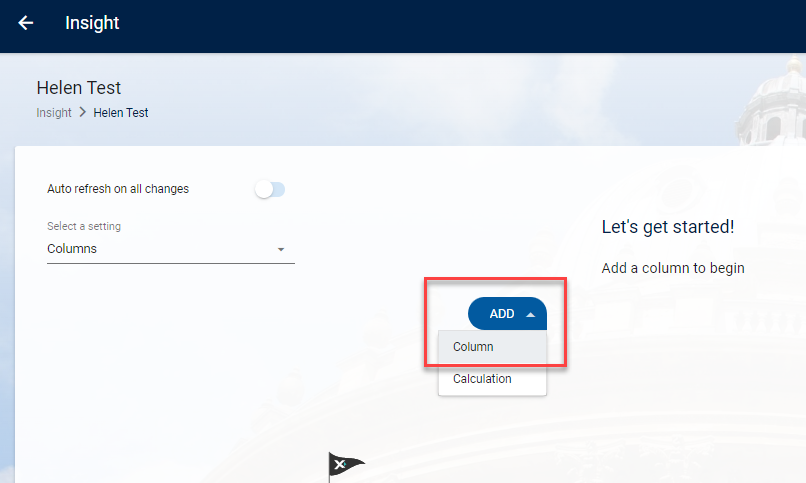 Insight
Helen Test
Insight > Helen Test
Auto refresh on all changes
Select a setting
Columns
Let's get started!
Add a column to begin
ADD
Column
Calculation
X